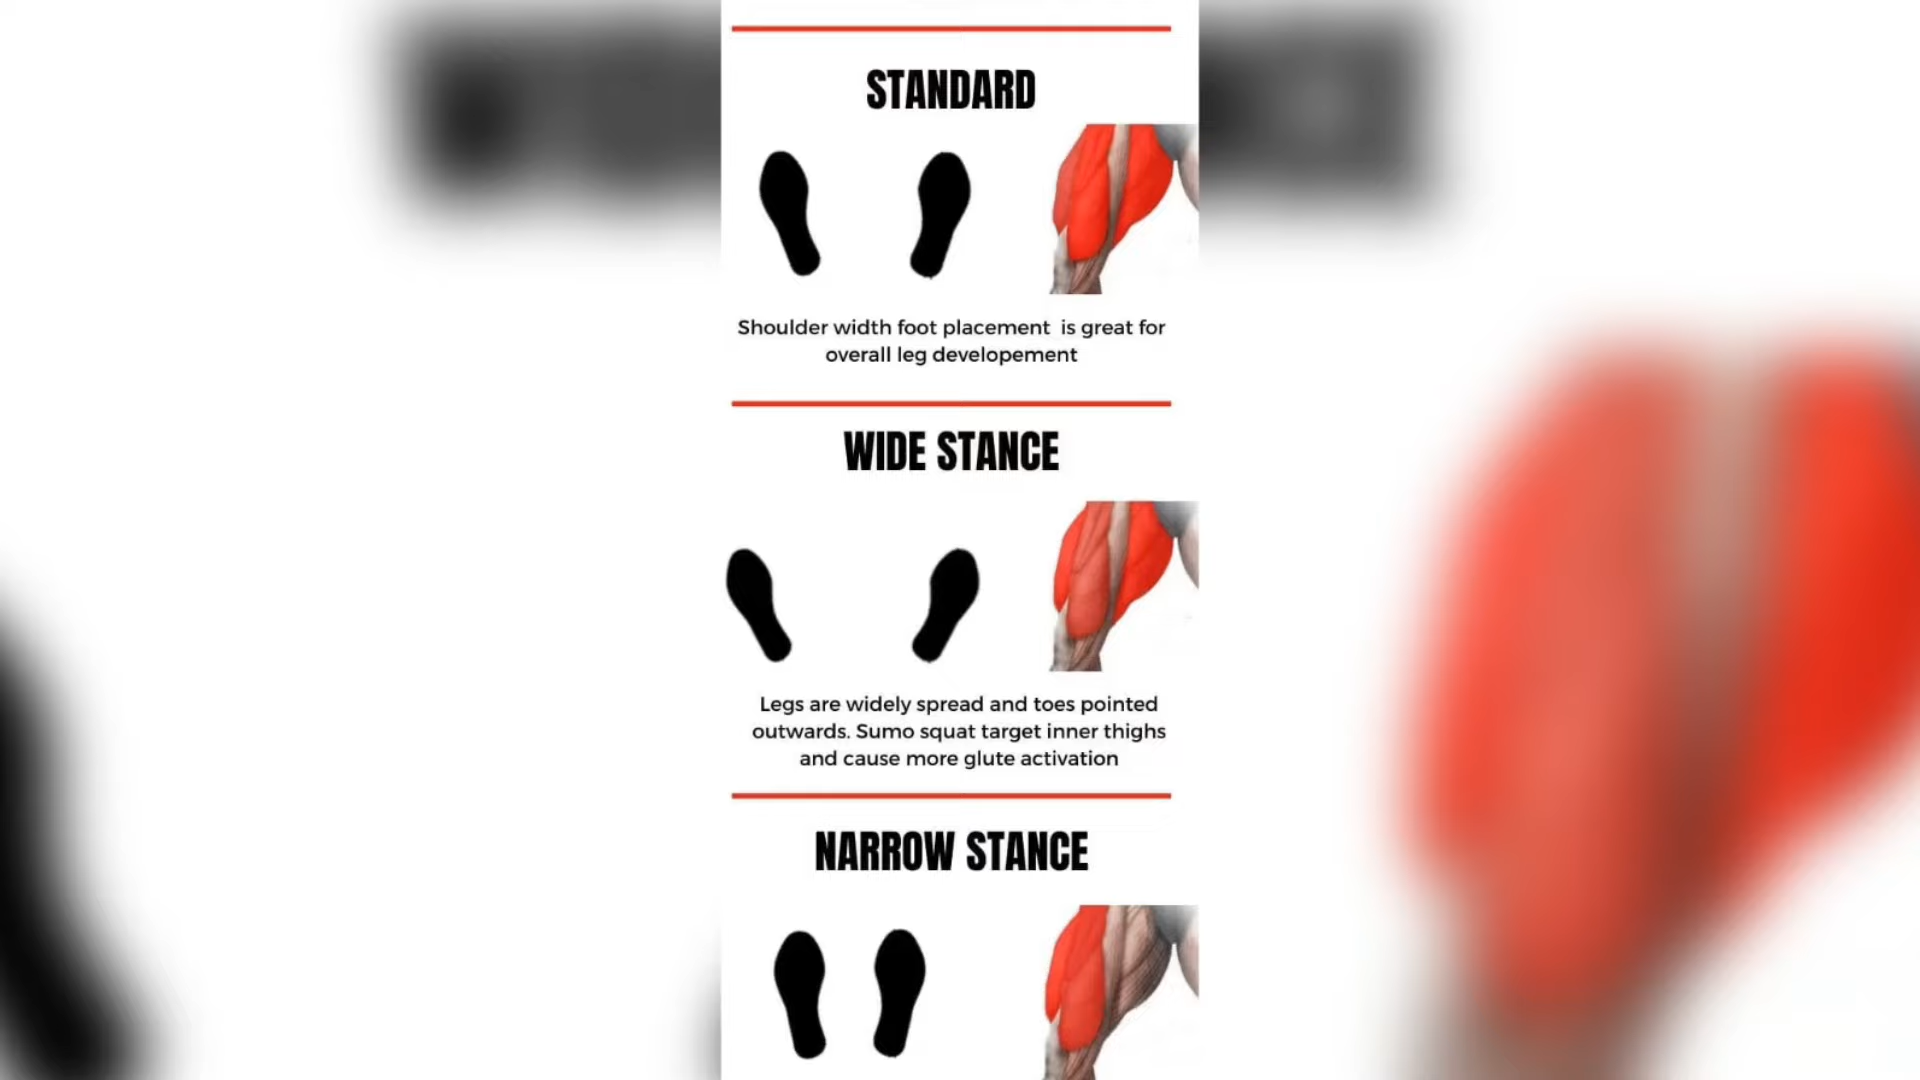 STANDARD
Shoulder width foot placement is great for
overall leg developement
WIDE STANCE
Legs are widely spread and toes pointed
outwards. Sumo squat target inner thighs
and cause more glute activation
NARROW STANCE